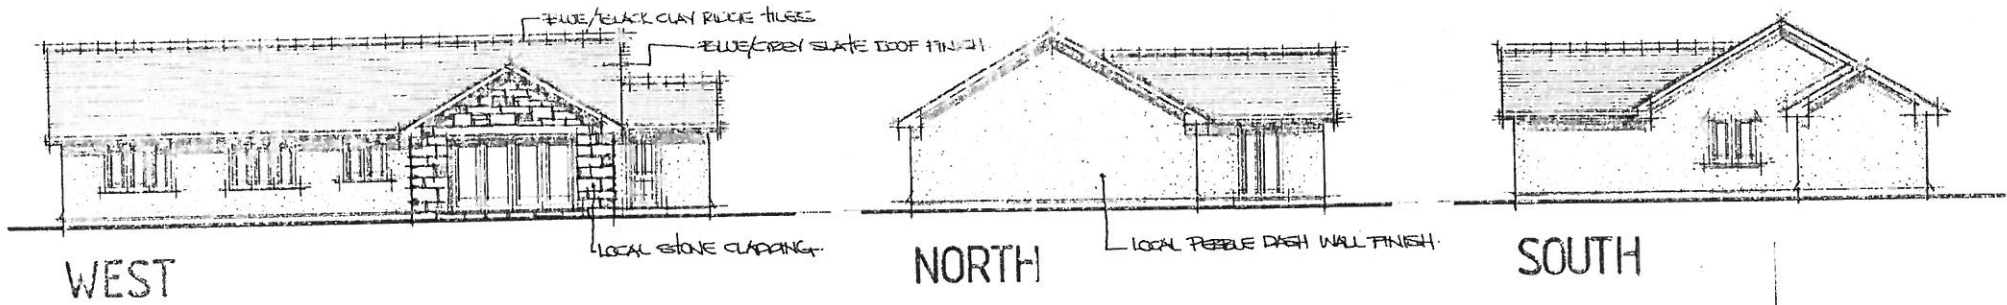 BLUE/BLACK CLAY RIDGE TILES
BLUE/GREY SLATE ROOF FINISH
LOCAL STONE CLADDING.
LOCAL PEBBLE DASH WALL FINISH.
WEST
NORTH
SOUTH